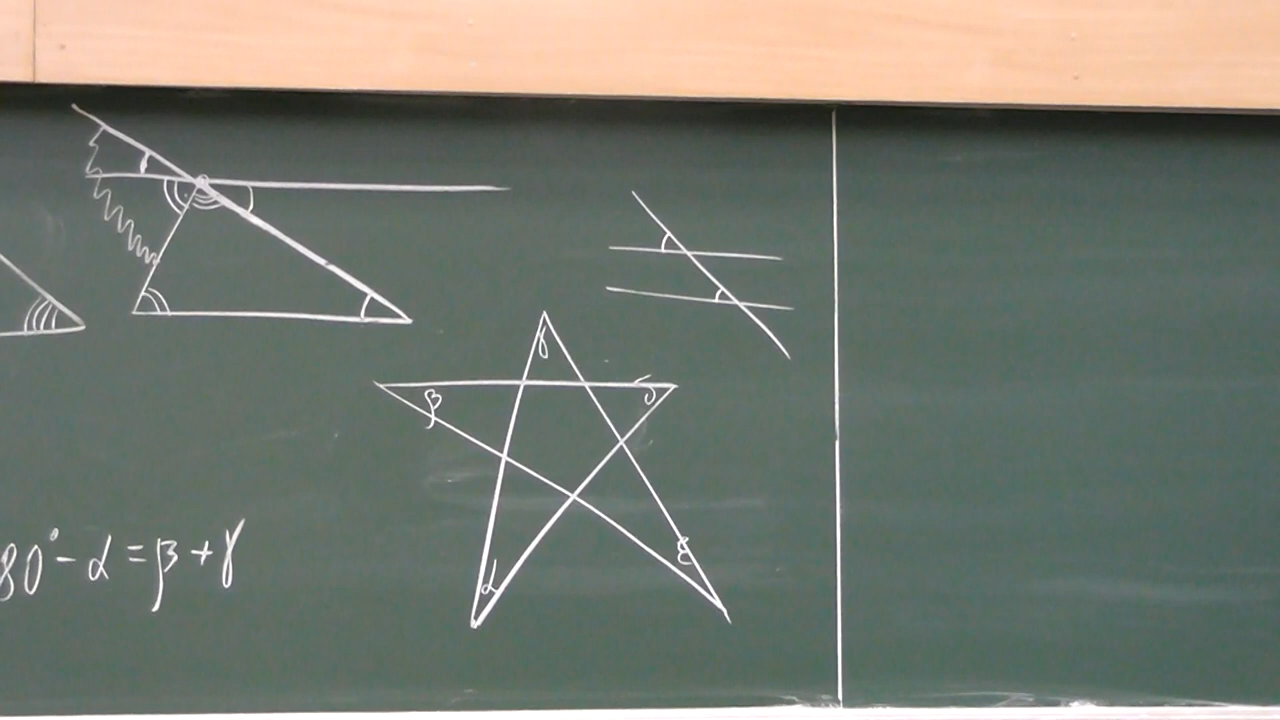 γ
β δ
80° - α = β + γ
ε
α